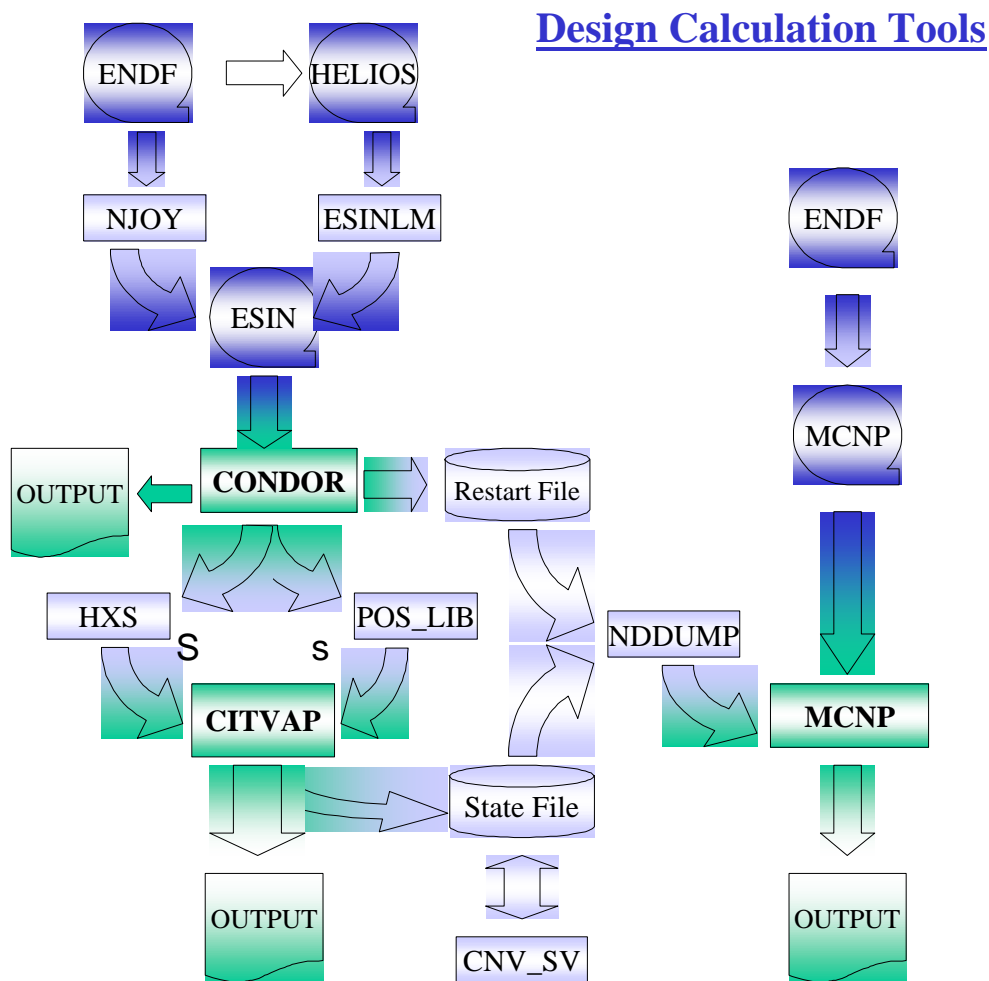 Design Calculation Tools
ENDF
HELIOS
NJOY
ESINLM
ENDF
ESIN
MCNP
CONDOR
OUTPUT
Restart File
HXS
POS_LIB
S
s
NDDUMP
CITVAP
MCNP
State File
OUTPUT
OUTPUT
CNV_SV